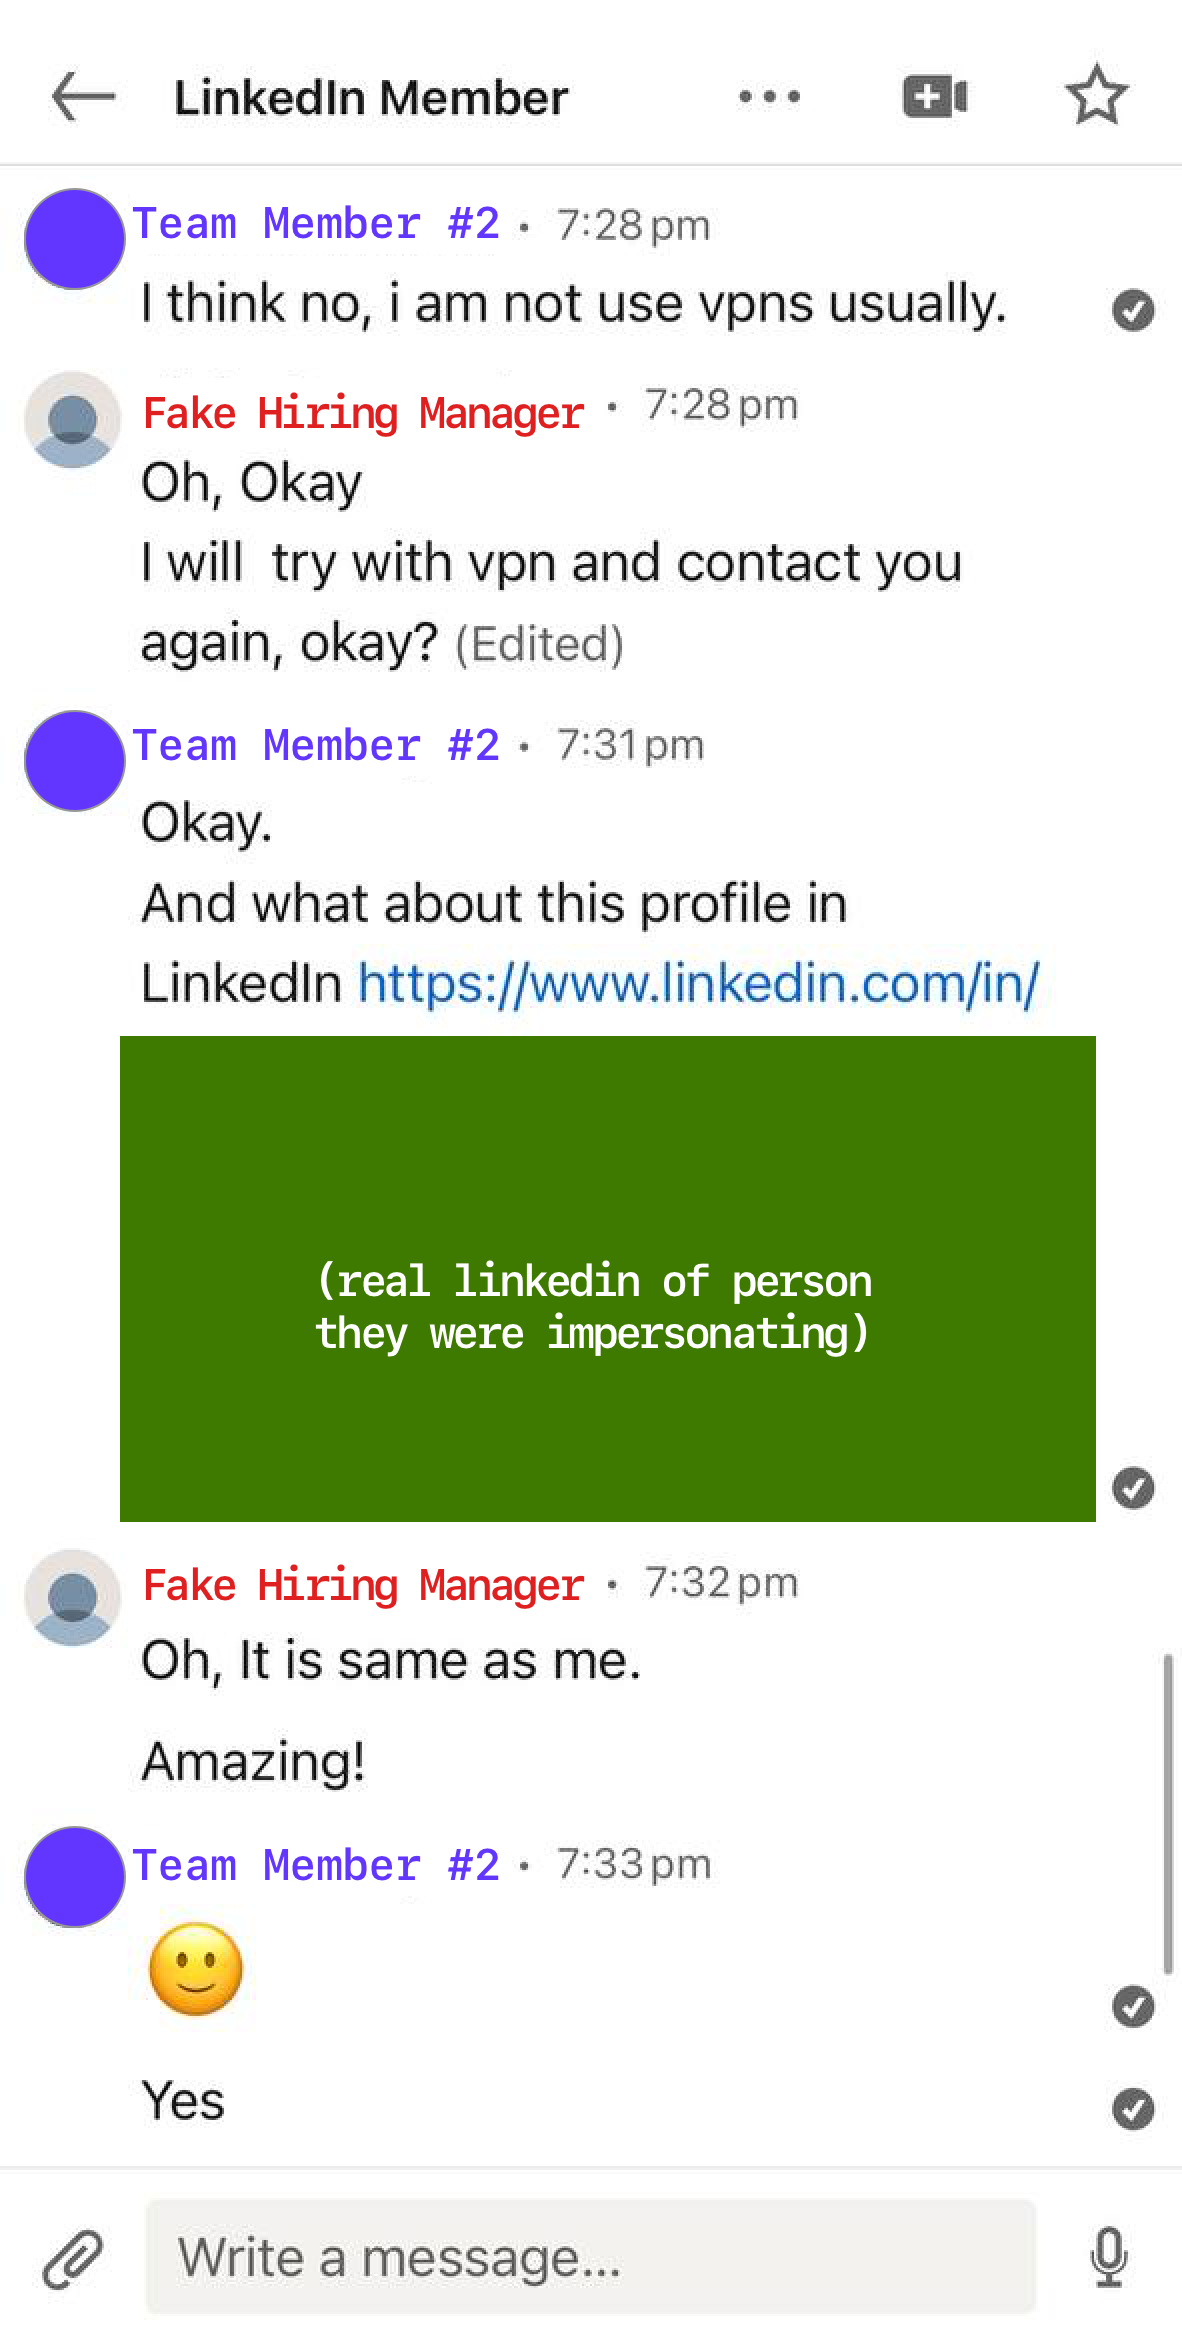 LinkedIn Member
Team Member #2 • 7:28 pm
I think no, i am not use vpns usually.
Fake Hiring Manager • 7:28 pm
Oh, Okay
I will  try with vpn and contact you
again, okay? (Edited)
Team Member #2 • 7:31 pm
Okay.
And what about this profile in
LinkedIn https://www.linkedin.com/in/
(real linkedin of person
they were impersonating)
Fake Hiring Manager • 7:32 pm
Oh, It is same as me.
Amazing!
Team Member #2 • 7:33 pm
🙂
Yes
Write a message...